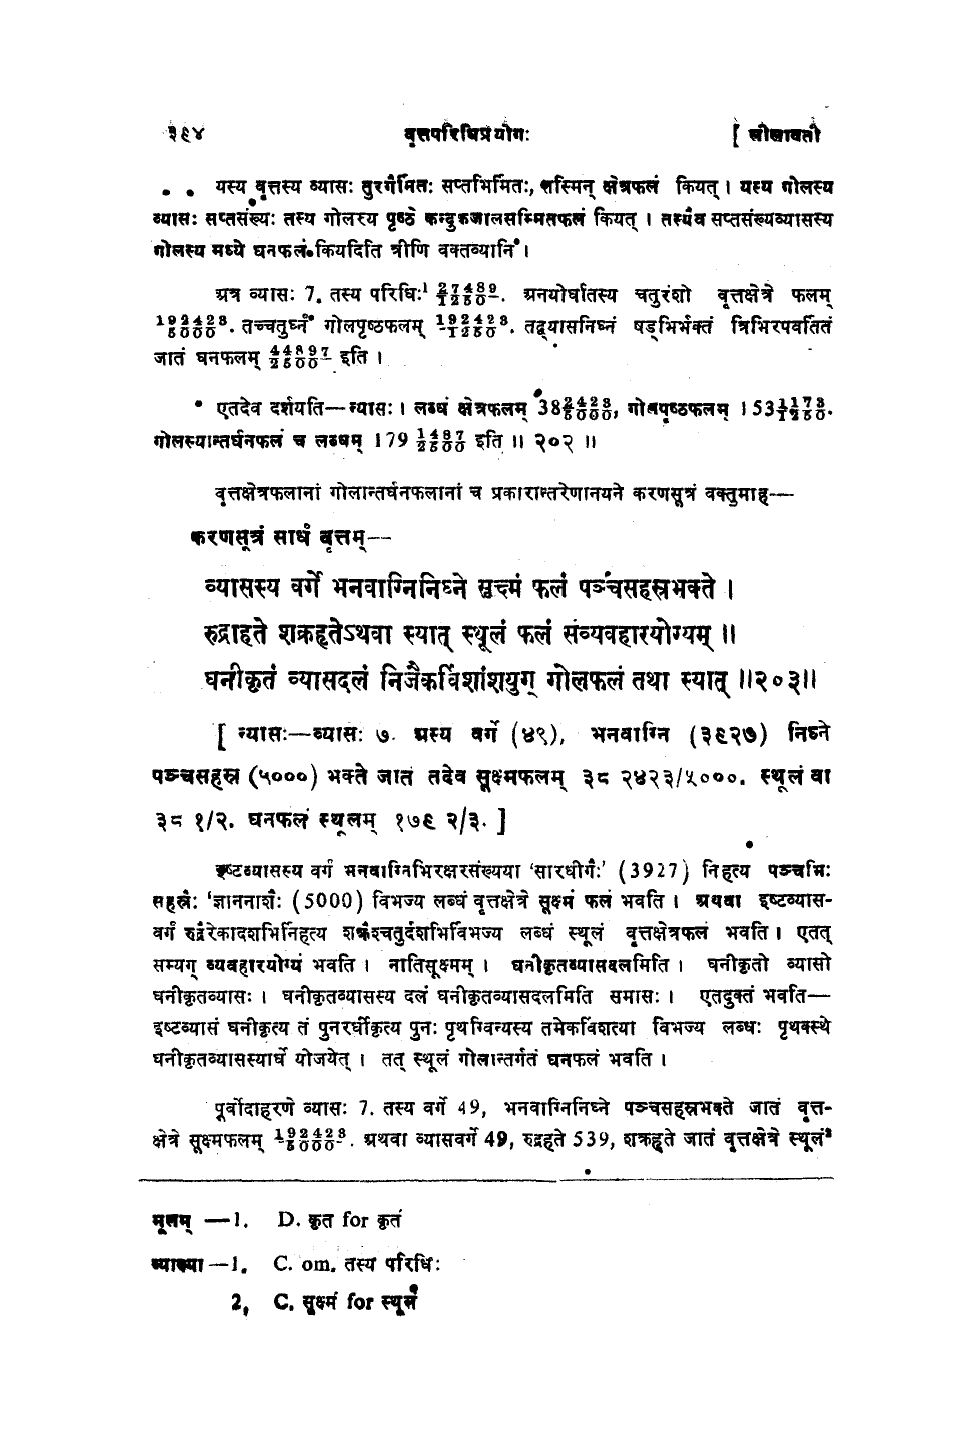 ३९४ वृत्तपरिधिप्रयोगः [ लीलावती
यस्य वृत्तस्य व्यासः तुरगैर्मितः सप्तभिर्मितः, तस्मिन् क्षेत्रफलं कियत् । यस्य गोलस्य
व्यासः सप्तसंख्यः तस्य गोलस्य पृष्ठे कन्दुकजालसम्मितफलं कियत् । तस्यैव सप्तसंख्यव्यासस्य
गोलस्य मध्ये घनफलं कियदिति त्रीणि वक्तव्यानि ।
अत्र व्यासः 7. तस्य परिधिः¹ 27489/1250. अनयोर्घातस्य चतुरंशो वृत्तक्षेत्रे फलम्
192423/5000. तच्चतुर्घ्नं गोलपृष्ठफलम् 192423/1250. तद्व्यासनिघ्नं षड्भिर्भक्तं त्रिभिरपवर्तितं
जातं घनफलम् 44897/2500 इति ।
एतदेव दर्शयति—न्यासः । लब्धं क्षेत्रफलम् 38 2423/5000, गोलपृष्ठफलम् 153 1173/1250.
गोलस्यान्तर्घनफलं च लब्धम् 179 1487/2500 इति ॥ २०२ ॥
वृत्तक्षेत्रफलानां गोलान्तर्घनफलानां च प्रकारान्तरेणानयने करणसूत्रं वक्तुमाह—
करणसूत्रं सार्धं वृत्तम्—
व्यासस्य वर्गे भनवाग्निनिघ्ने सूक्ष्मं फलं पञ्चसहस्रभक्ते ।
रुद्राहते शक्रहृतेऽथवा स्यात् स्थूलं फलं संव्यवहारयोग्यम् ॥
घनीकृतं व्यासदलं निजैकविंशांशयुग् गोलफलं तथा स्यात् ॥२०३॥
[ न्यासः—व्यासः ७. अस्य वर्गे (४९), भनवाग्नि (३९२७) निघ्ने
पञ्चसहस्र (५०००) भक्ते जातं तदेव सूक्ष्मफलम् ३८ २४२३/५०००. स्थूलं वा
३८ १/२. घनफलं स्थूलम् १७९ २/३. ]
इष्टव्यासस्य वर्गं भनवाग्निभिरक्षरसंख्यया ‘सारधीर्गः’ (3927) निहत्य पञ्चभिः
सहस्रैः ‘ज्ञाननाशैः (5000) विभज्य लब्धं वृत्तक्षेत्रे सूक्ष्मं फलं भवति । अथवा इष्टव्यास-
वर्गं रुद्रैरेकादशभिर्निहत्य शक्रैश्चतुर्दशभिर्विभज्य लब्धं स्थूलं वृत्तक्षेत्रफलं भवति । एतत्
सम्यग् व्यवहारयोग्यं भवति । नातिसूक्ष्मम् । घनीकृतव्यासदलमिति । घनीकृतो व्यासो
घनीकृतव्यासः । घनीकृतव्यासस्य दलं घनीकृतव्यासदलमिति समासः । एतदुक्तं भवति—
इष्टव्यासं घनीकृत्य तं पुनरर्धीकृत्य पुनः पृथग्विन्यस्य तमेकविंशत्या विभज्य लब्धः पृथक्स्थे
घनीकृतव्यासस्यार्धे योजयेत् । तत् स्थूलं गोलान्तर्गतं घनफलं भवति ।
पूर्वोदाहरणे व्यासः 7. तस्य वर्गे 49, भनवाग्निनिघ्ने पञ्चसहस्रभक्ते जातं वृत्त-
क्षेत्रे सूक्ष्मफलम् 192423/5000. अथवा व्यासवर्गे 49, रुद्रहते 539, शक्रहृते जातं वृत्तक्षेत्रे स्थूलं²
मूलम् —1. D. कृत for कृतं
व्याख्या —1. C. om. तस्य परिधिः
2, C. सूक्ष्मं for स्थूलं